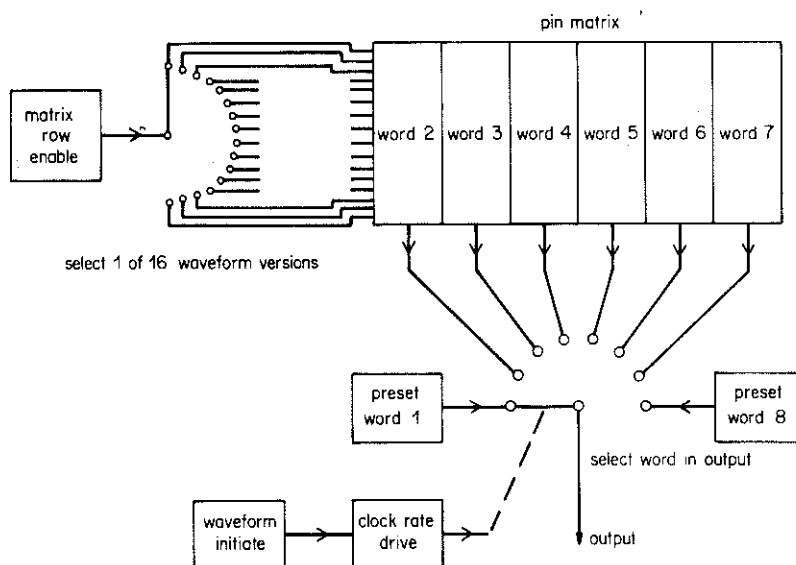 pin matrix
matrix
row
enable
word 2
word 3
word 4
word 5
word 6
word 7
select 1 of 16 waveform versions
preset
word 1
preset
word 8
select word in output
waveform
initiate
clock rate
drive
output